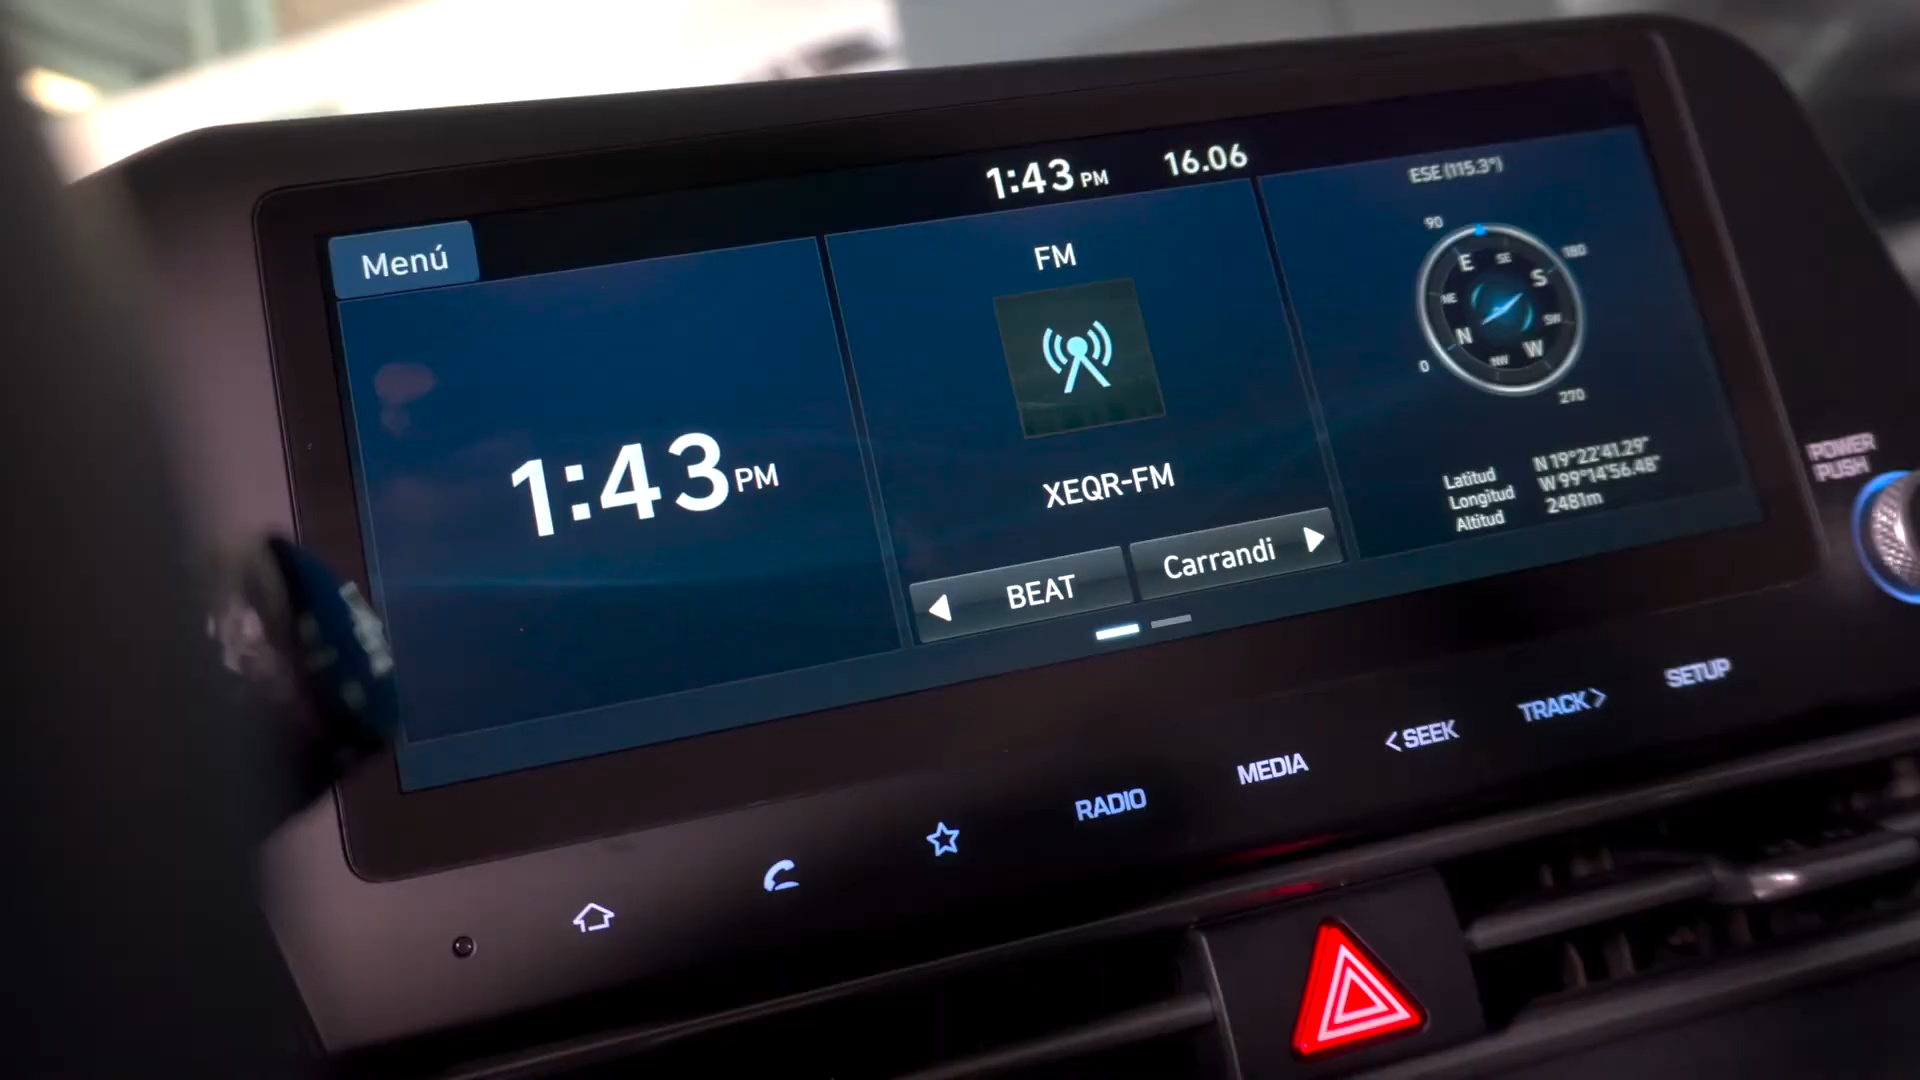 1:43 PM 16.06
Menú
1:43 PM
FM
XEQR-FM
BEAT
Carrandi
ESE (115.3°)
90
180
E SE S
NE SW
N NW W
0
270
Latitud N 19°22'41.29"
Longitud W 99°14'56.48"
Altitud 2481m
POWER
PUSH
RADIO
MEDIA
<SEEK
TRACK>
SETUP